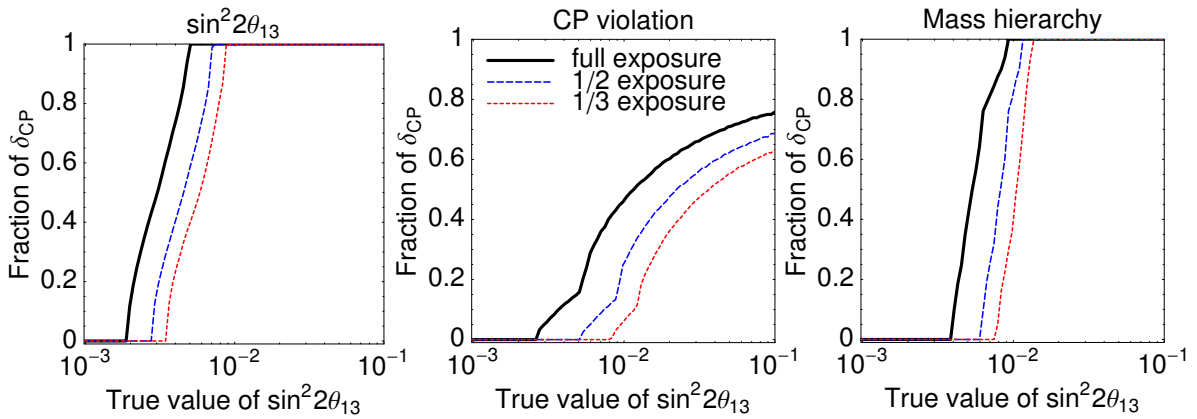 sin²2θ₁₃
Fraction of δ_CP
1
0.8
0.6
0.4
0.2
0
10⁻³
10⁻²
10⁻¹
True value of sin²2θ₁₃
CP violation
full exposure
1/2 exposure
1/3 exposure
Fraction of δ_CP
1
0.8
0.6
0.4
0.2
0
10⁻³
10⁻²
10⁻¹
True value of sin²2θ₁₃
Mass hierarchy
Fraction of δ_CP
1
0.8
0.6
0.4
0.2
0
10⁻³
10⁻²
10⁻¹
True value of sin²2θ₁₃